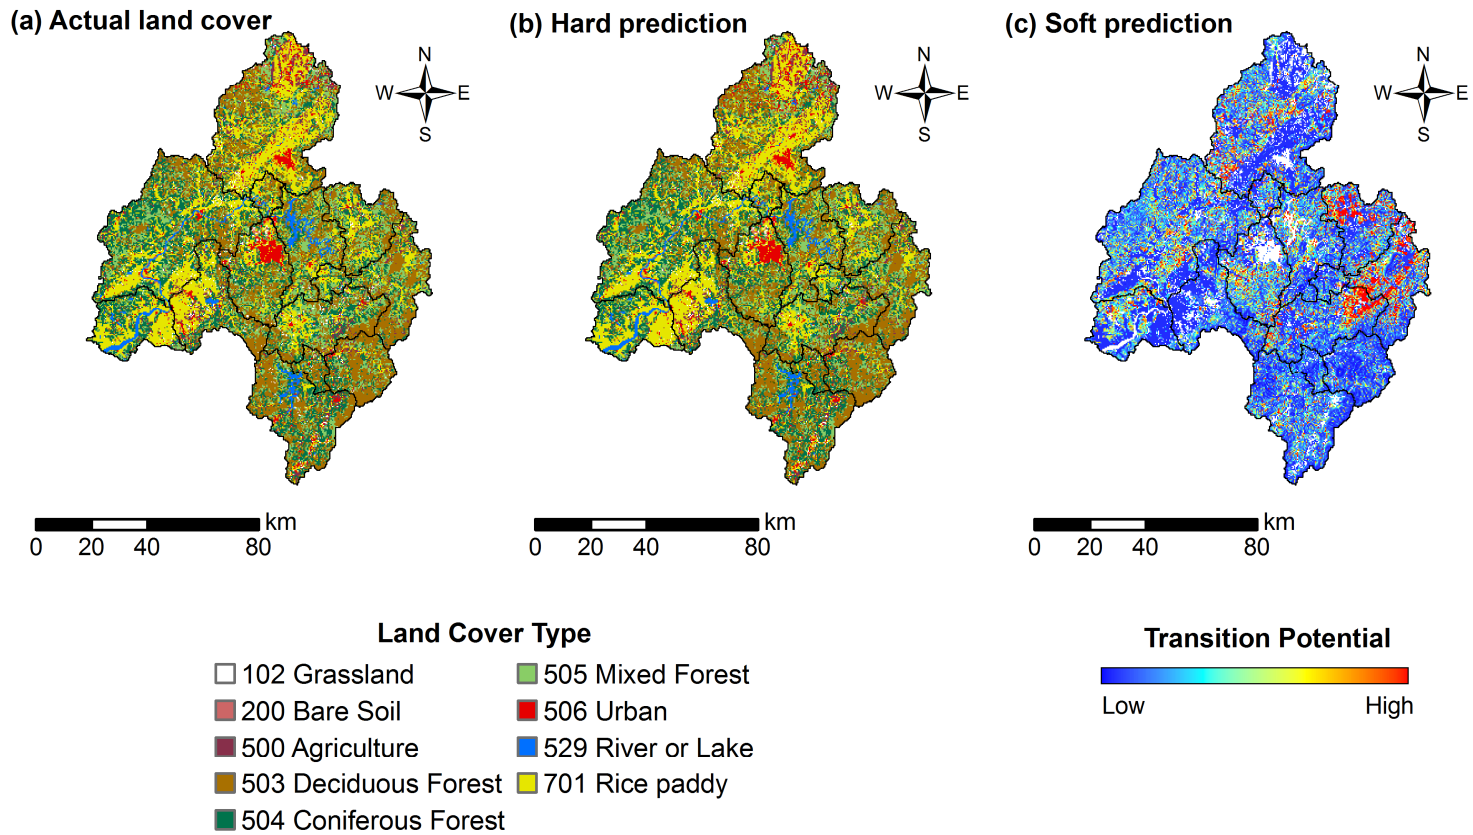 (a) Actual land cover
(b) Hard prediction
(c) Soft prediction
N
W E
S
N
W E
S
N
W E
S
km
0 20 40 80
km
0 20 40 80
km
0 20 40 80
Land Cover Type
102 Grassland
200 Bare Soil
500 Agriculture
503 Deciduous Forest
504 Coniferous Forest
505 Mixed Forest
506 Urban
529 River or Lake
701 Rice paddy
Transition Potential
Low High